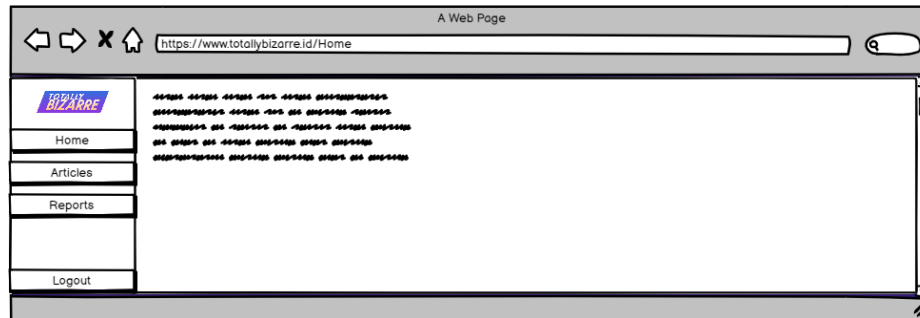 A Web Page
https://www.totallybizarre.id/Home
TOTALLY
BIZARRE
Home
Articles
Reports
Logout